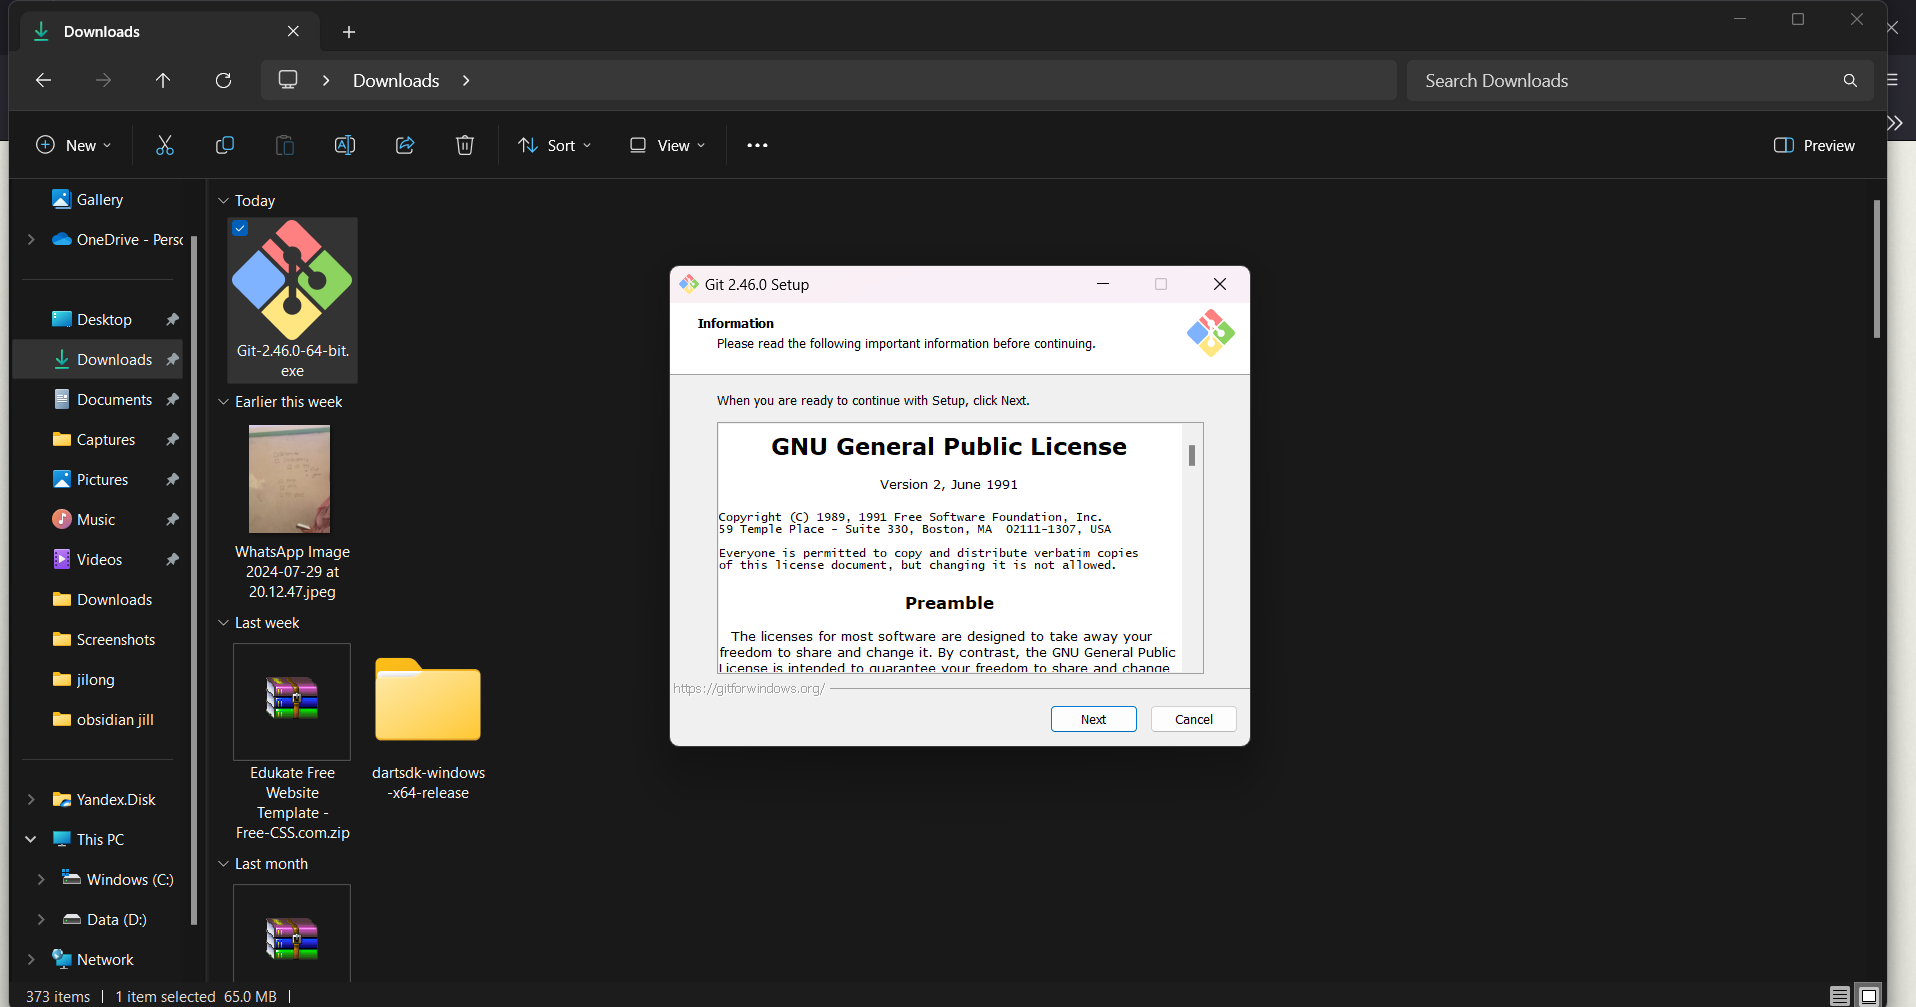 Downloads
Downloads
Search Downloads
New
Sort
View
Preview
Gallery
OneDrive - Persc
Desktop
Downloads
Documents
Captures
Pictures
Music
Videos
Downloads
Screenshots
jilong
obsidian jill
Yandex.Disk
This PC
Windows (C:)
Data (D:)
Network
Today
Git-2.46.0-64-bit.
exe
Earlier this week
WhatsApp Image
2024-07-29 at
20.12.47.jpeg
Last week
Edukate Free
Website
Template -
Free-CSS.com.zip
dartsdk-windows
-x64-release
Last month
Git 2.46.0 Setup
Information
Please read the following important information before continuing.
When you are ready to continue with Setup, click Next.
GNU General Public License
Version 2, June 1991
Copyright (C) 1989, 1991 Free Software Foundation, Inc.
59 Temple Place - Suite 330, Boston, MA  02111-1307, USA
Everyone is permitted to copy and distribute verbatim copies
of this license document, but changing it is not allowed.
Preamble
The licenses for most software are designed to take away your
freedom to share and change it. By contrast, the GNU General Public
License is intended to guarantee your freedom to share and change
https://gitforwindows.org/
Next
Cancel
373 items
1 item selected 65.0 MB